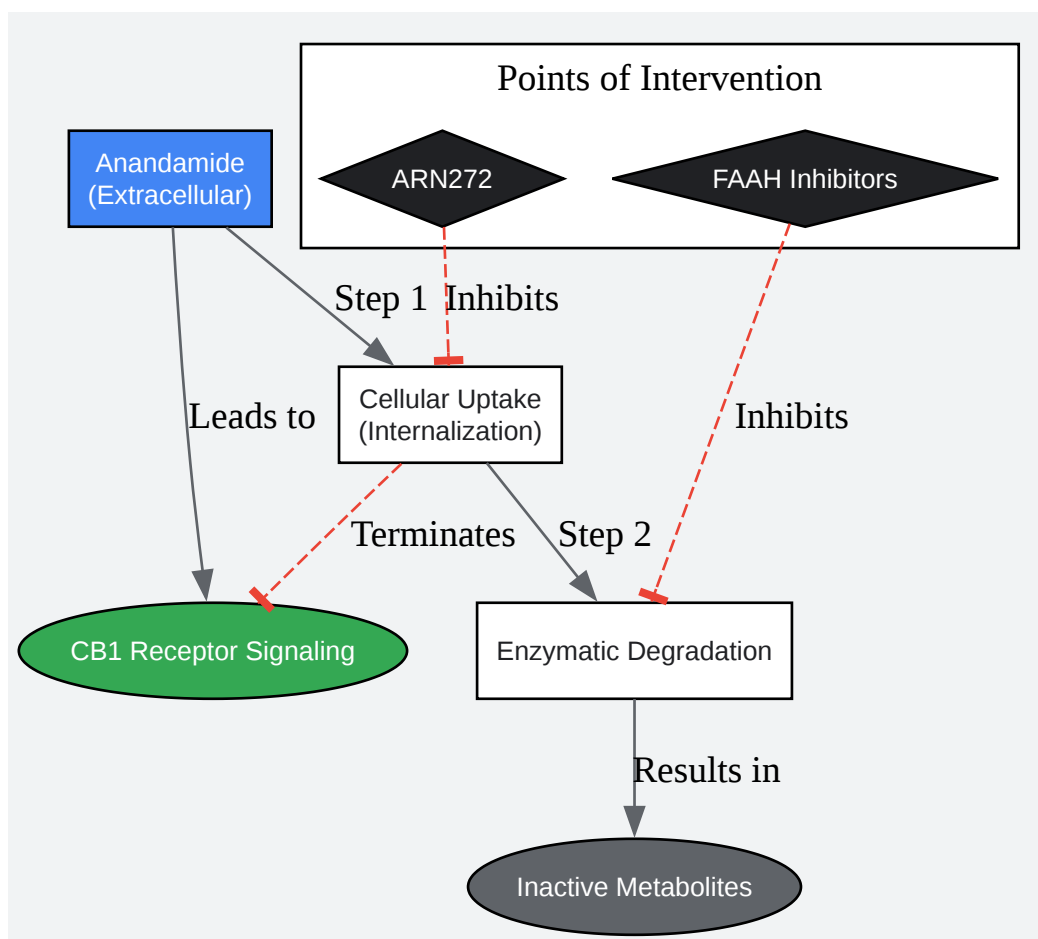 Points of Intervention
Anandamide
(Extracellular)
ARN272
FAAH Inhibitors
Step 1
Inhibits
Cellular Uptake
(Internalization)
Leads to
Inhibits
Terminates
Step 2
CB1 Receptor Signaling
Enzymatic Degradation
Results in
Inactive Metabolites